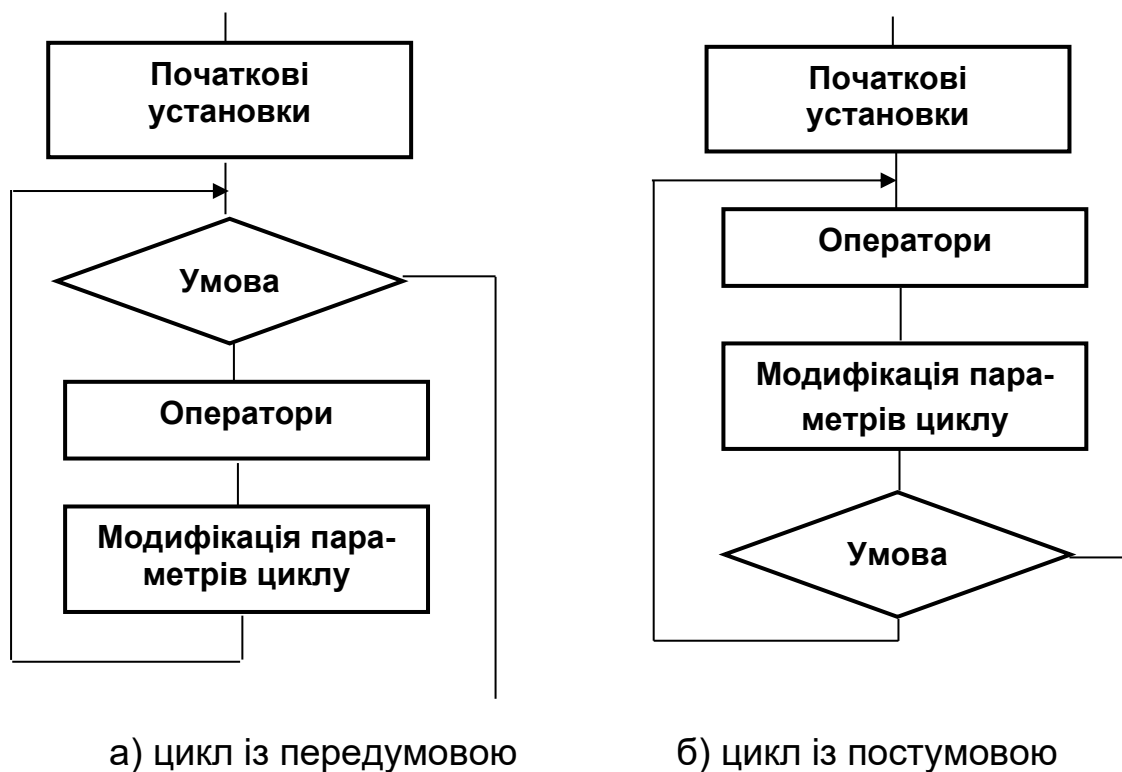 Початкові
установки
Умова
Оператори
Модифікація пара-
метрів циклу
а) цикл із передумовою
Початкові
установки
Оператори
Модифікація пара-
метрів циклу
Умова
б) цикл із постумовою